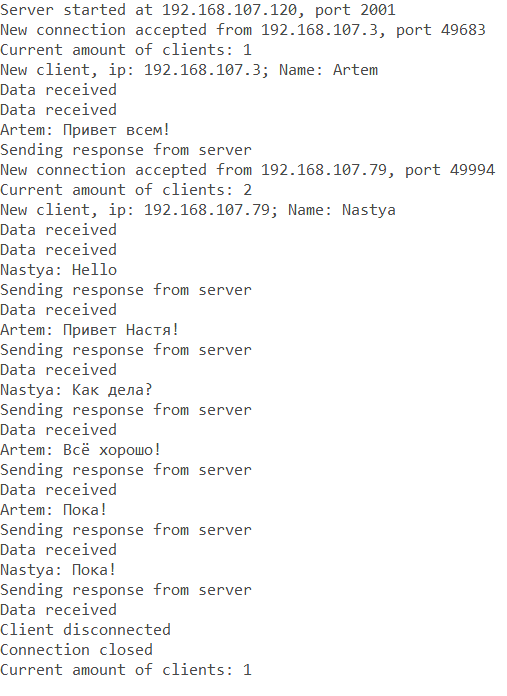 Server started at 192.168.107.120, port 2001
New connection accepted from 192.168.107.3, port 49683
Current amount of clients: 1
New client, ip: 192.168.107.3; Name: Artem
Data received
Data received
Artem: Привет всем!
Sending response from server
New connection accepted from 192.168.107.79, port 49994
Current amount of clients: 2
New client, ip: 192.168.107.79; Name: Nastya
Data received
Data received
Nastya: Hello
Sending response from server
Data received
Artem: Привет Настя!
Sending response from server
Data received
Nastya: Как дела?
Sending response from server
Data received
Artem: Всё хорошо!
Sending response from server
Data received
Artem: Пока!
Sending response from server
Data received
Nastya: Пока!
Sending response from server
Data received
Client disconnected
Connection closed
Current amount of clients: 1